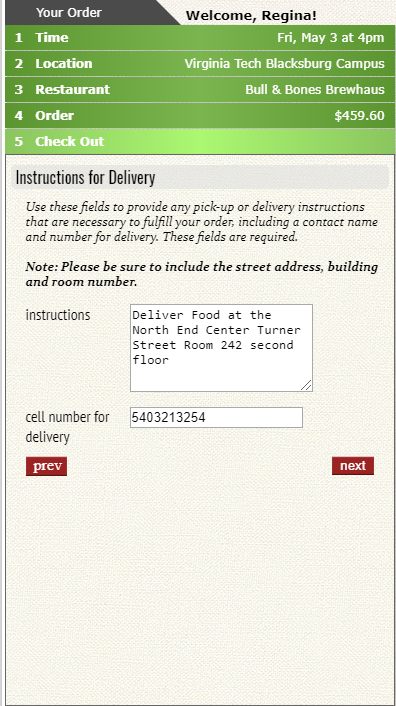 Your Order
Welcome, Regina!
1 Time Fri, May 3 at 4pm
2 Location Virginia Tech Blacksburg Campus
3 Restaurant Bull & Bones Brewhaus
4 Order $459.60
5 Check Out
Instructions for Delivery
Use these fields to provide any pick-up or delivery instructions
that are necessary to fulfill your order, including a contact name
and number for delivery. These fields are required.
Note: Please be sure to include the street address, building
and room number.
instructions
Deliver Food at the
North End Center Turner
Street Room 242 second
floor
cell number for
delivery
5403213254
prev
next